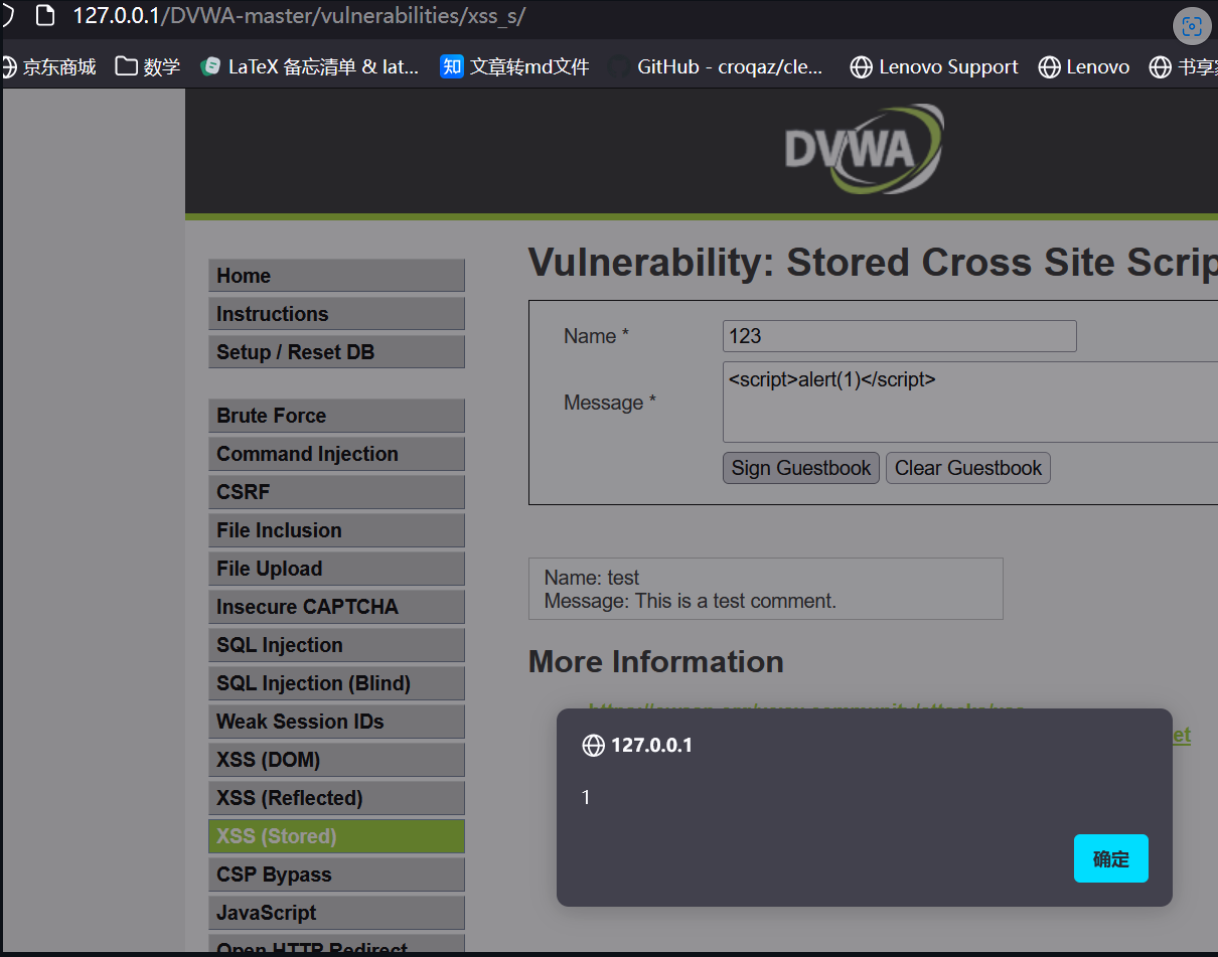 127.0.0.1/DVWA-master/vulnerabilities/xss_s/
京东商城 数学 LaTeX 备忘清单 & lat... 知 文章转md文件 GitHub - croqaz/cle... Lenovo Support Lenovo 书享
DVWA
Vulnerability: Stored Cross Site Scrip
Home
Instructions
Setup / Reset DB
Brute Force
Command Injection
CSRF
File Inclusion
File Upload
Insecure CAPTCHA
SQL Injection
SQL Injection (Blind)
Weak Session IDs
XSS (DOM)
XSS (Reflected)
XSS (Stored)
CSP Bypass
JavaScript
Open HTTP Redirect
Name *
123
Message *
<script>alert(1)</script>
Sign Guestbook Clear Guestbook
Name: test
Message: This is a test comment.
More Information
et
127.0.0.1
1
确定